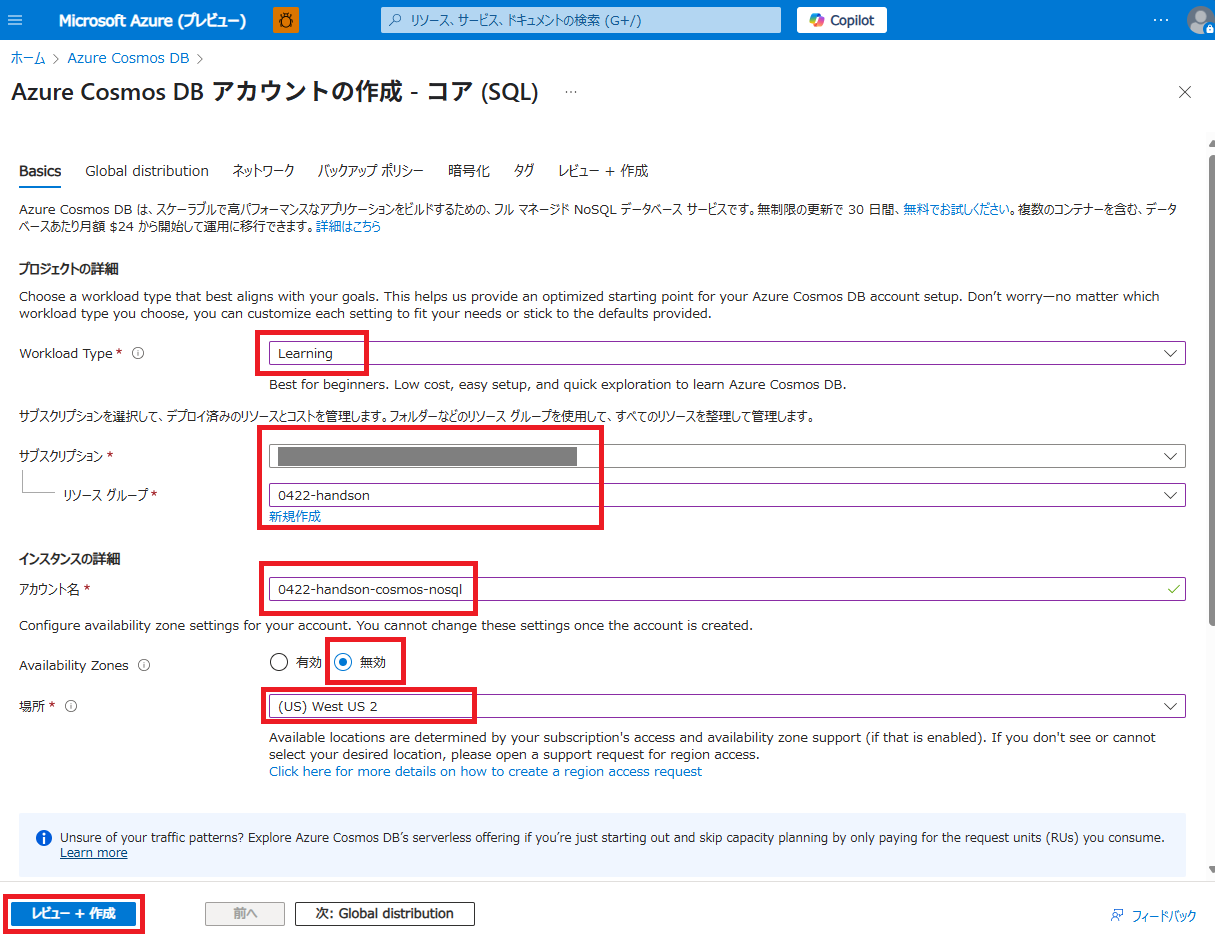 Microsoft Azure (プレビュー)
リソース、サービス、ドキュメントの検索 (G+/)
Copilot
ホーム > Azure Cosmos DB >
Azure Cosmos DB アカウントの作成 - コア (SQL) ...
Basics Global distribution ネットワーク バックアップ ポリシー 暗号化 タグ レビュー + 作成
Azure Cosmos DB は、スケーラブルで高パフォーマンスなアプリケーションをビルドするための、フル マネージド NoSQL データベース サービスです。無制限の更新で 30 日間、無料でお試しください。複数のコンテナーを含む、データ
ベースあたり月額 $24 から開始して運用に移行できます。詳細はこちら
プロジェクトの詳細
Choose a workload type that best aligns with your goals. This helps us provide an optimized starting point for your Azure Cosmos DB account setup. Don’t worry—no matter which
workload type you choose, you can customize each setting to fit your needs or stick to the defaults provided.
Workload Type * Learning
Best for beginners. Low cost, easy setup, and quick exploration to learn Azure Cosmos DB.
サブスクリプションを選択して、デプロイ済みのリソースとコストを管理します。フォルダーなどのリソース グループを使用して、すべてのリソースを整理して管理します。
サブスクリプション *
リソース グループ * 0422-handson
新規作成
インスタンスの詳細
アカウント名 * 0422-handson-cosmos-nosql
Configure availability zone settings for your account. You cannot change these settings once the account is created.
Availability Zones 有効 無効
場所 * (US) West US 2
Available locations are determined by your subscription's access and availability zone support (if that is enabled). If you don't see or cannot
select your desired location, please open a support request for region access.
Click here for more details on how to create a region access request
Unsure of your traffic patterns? Explore Azure Cosmos DB’s serverless offering if you’re just starting out and skip capacity planning by only paying for the request units (RUs) you consume.
Learn more
レビュー + 作成 前へ 次: Global distribution フィードバック